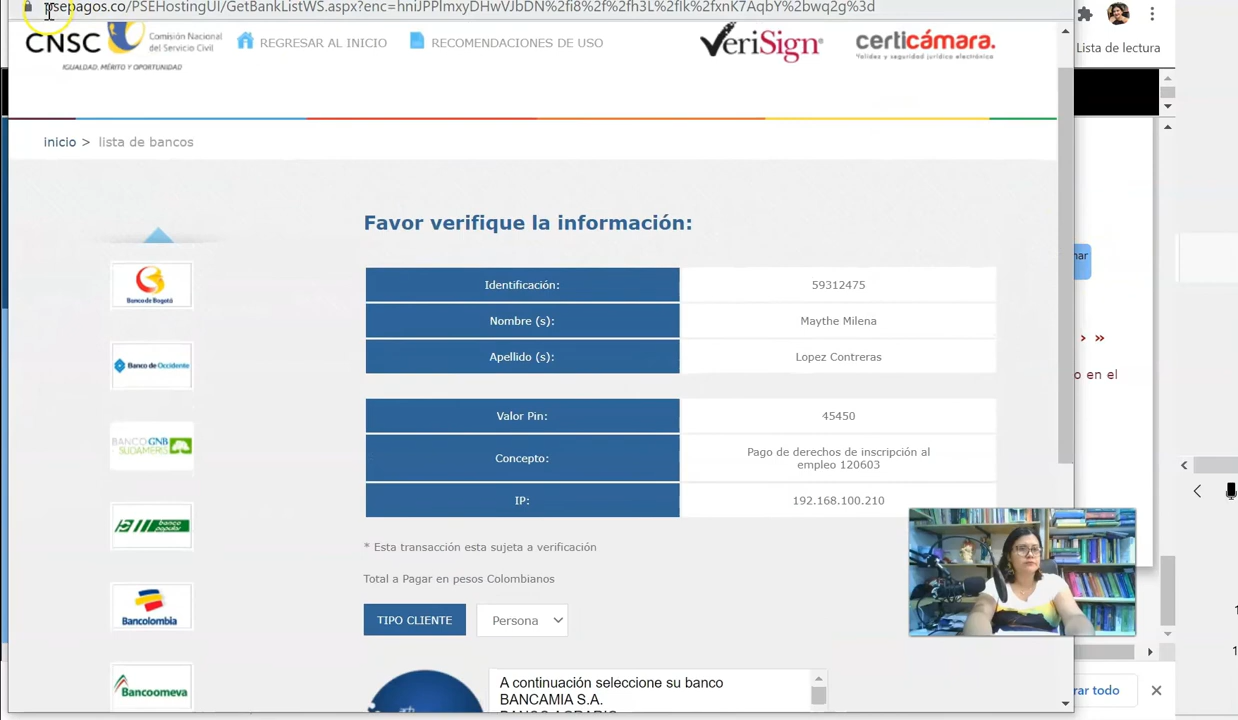 psepagos.co/PSEHostingUI/GetBankListWS.aspx?enc=hniJPPlmxyDHwVJbDN%2fi8%2f%2fh3L%2fIk%2fxnK7AqbY%2bwq2g%3d
CNSC
Comisión Nacional
del Servicio Civil
IGUALDAD, MÉRITO Y OPORTUNIDAD
REGRESAR AL INICIO
RECOMENDACIONES DE USO
VeriSign
certicámara.
Validez y seguridad jurídica electrónica
Lista de lectura
inicio > lista de bancos
Favor verifique la información:
Identificación: 59312475
Nombre (s): Maythe Milena
Apellido (s): Lopez Contreras
Valor Pin: 45450
Concepto: Pago de derechos de inscripción al
empleo 120603
IP: 192.168.100.210
* Esta transacción esta sujeta a verificación
Total a Pagar en pesos Colombianos
TIPO CLIENTE Persona
A continuación seleccione su banco
BANCAMIA S.A.
BANCO AGRARIO
Banco de Bogotá
Banco de Occidente
BANCO GNB
SUDAMERIS
banco
popular
Bancolombia
Bancoomeva
nar
› »
o en el
rar todo